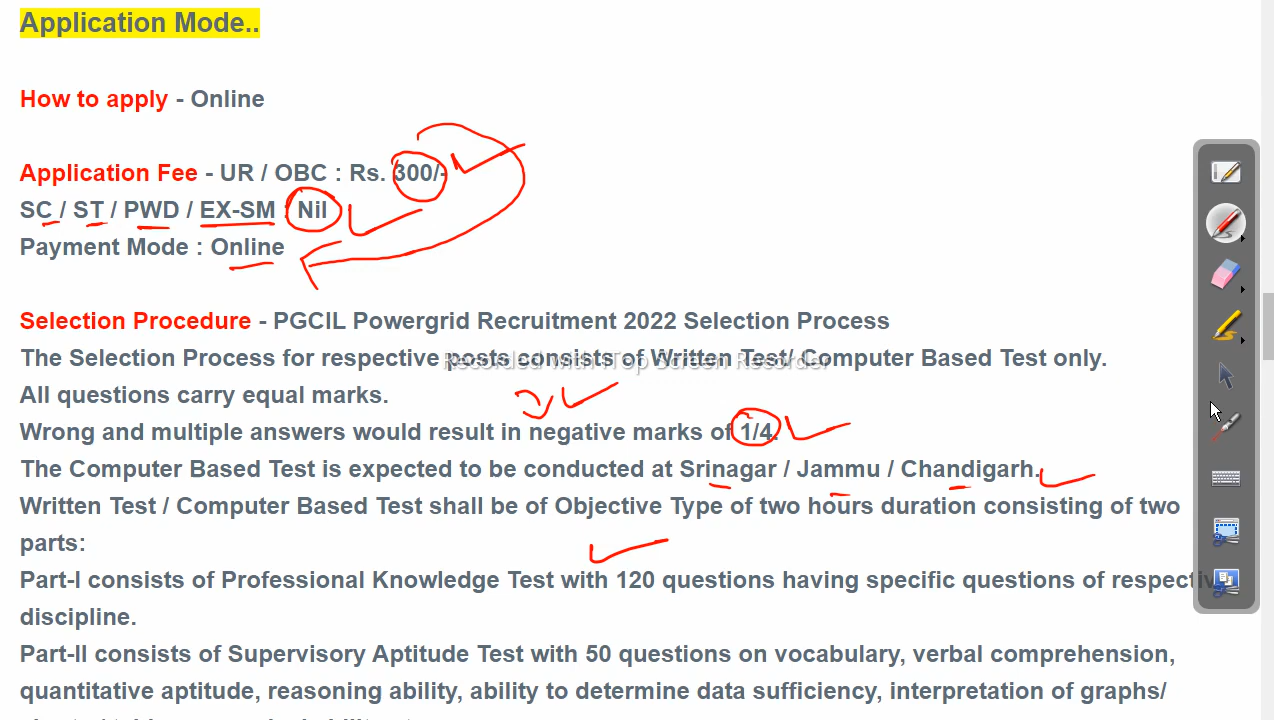 Application Mode..
How to apply - Online
Application Fee - UR / OBC : Rs. 300/-
SC / ST / PWD / EX-SM Nil
Payment Mode : Online
Selection Procedure - PGCIL Powergrid Recruitment 2022 Selection Process
The Selection Process for respective posts consists of Written Test/ Computer Based Test only.
Recorded with iTop Screen Recorder
All questions carry equal marks.
Wrong and multiple answers would result in negative marks of 1/4.
The Computer Based Test is expected to be conducted at Srinagar / Jammu / Chandigarh.
Written Test / Computer Based Test shall be of Objective Type of two hours duration consisting of two
parts:
Part-I consists of Professional Knowledge Test with 120 questions having specific questions of respective
discipline.
Part-II consists of Supervisory Aptitude Test with 50 questions on vocabulary, verbal comprehension,
quantitative aptitude, reasoning ability, ability to determine data sufficiency, interpretation of graphs/